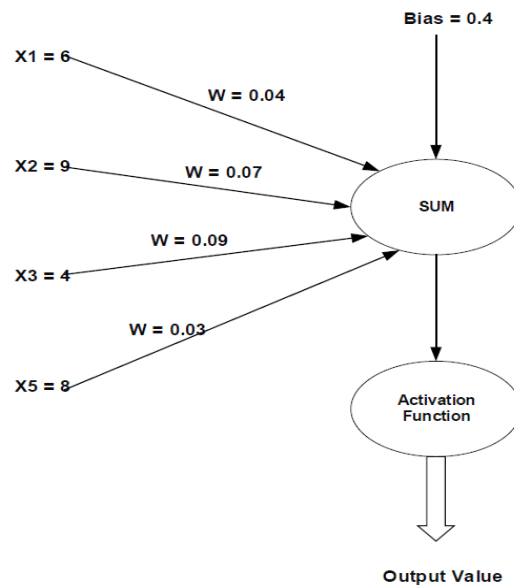 Bias = 0.4
X1 = 6
W = 0.04
X2 = 9
W = 0.07
SUM
W = 0.09
X3 = 4
W = 0.03
X5 = 8
Activation
Function
Output Value